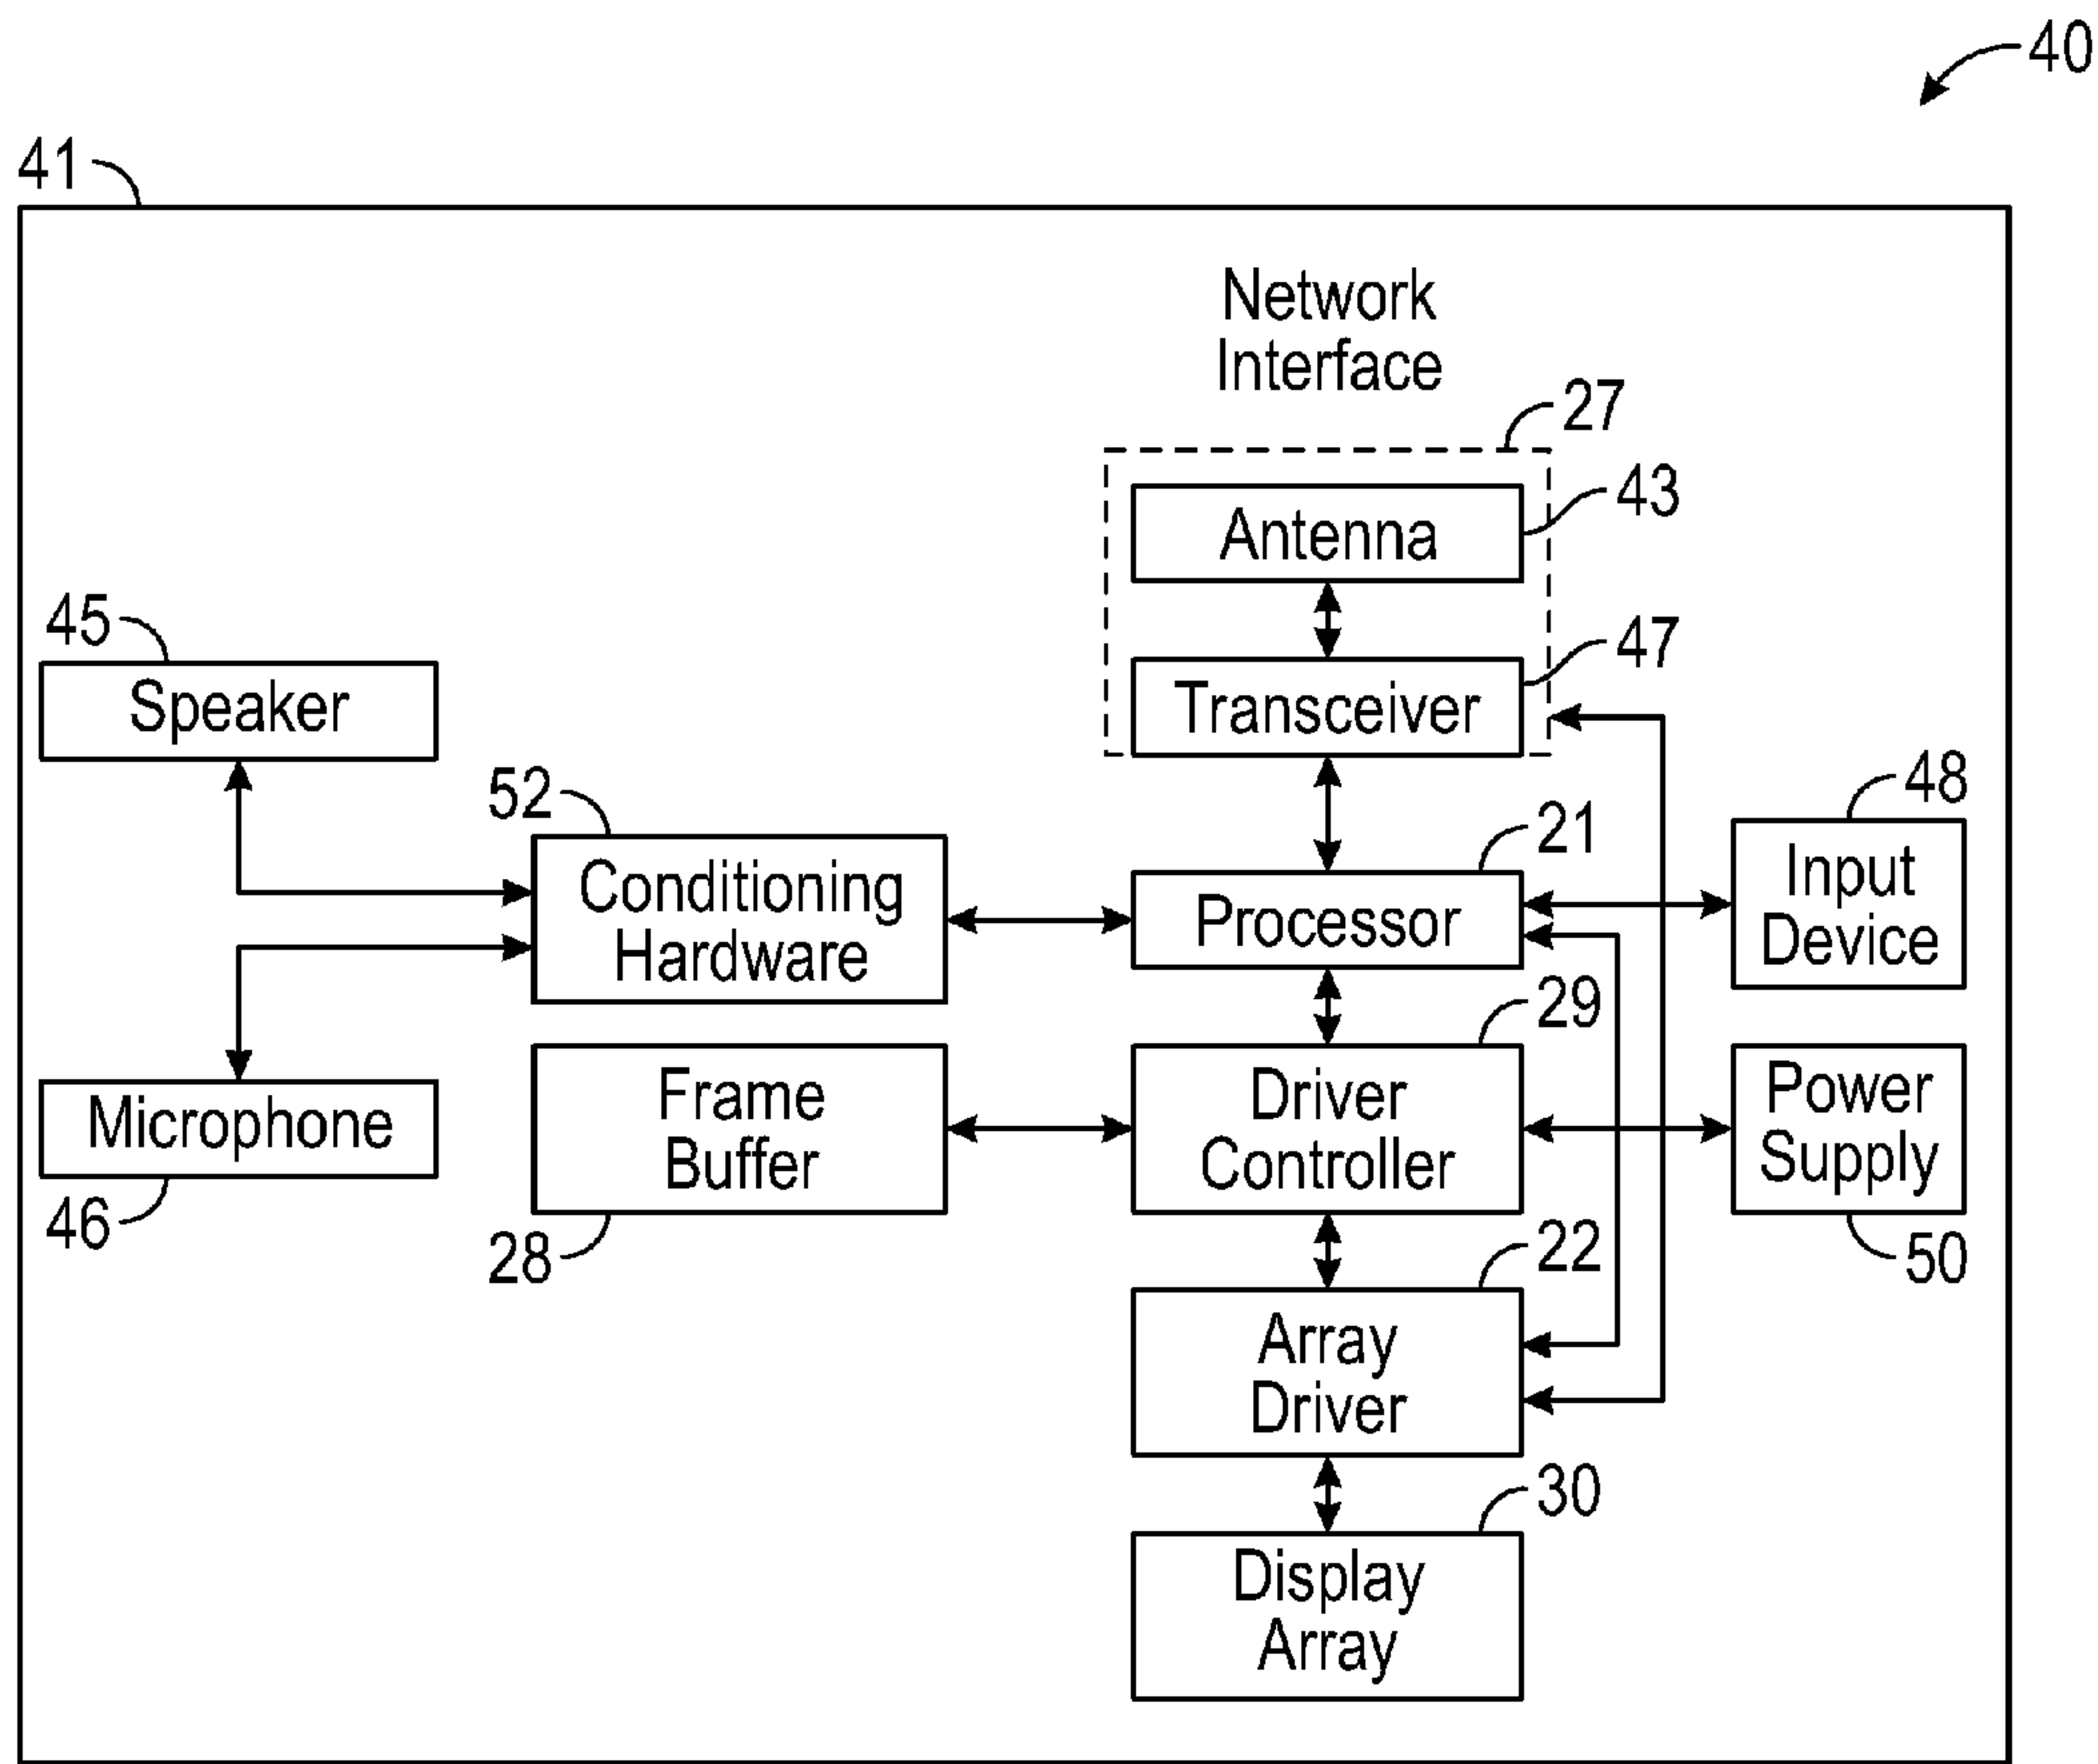 40
41
Network
Interface
27
Antenna
43
45
Speaker
47
Transceiver
52
Conditioning
Hardware
21
Processor
48
Input
Device
29
Microphone
46
Frame
Buffer
28
Driver
Controller
Power
Supply
50
22
Array
Driver
30
Display
Array